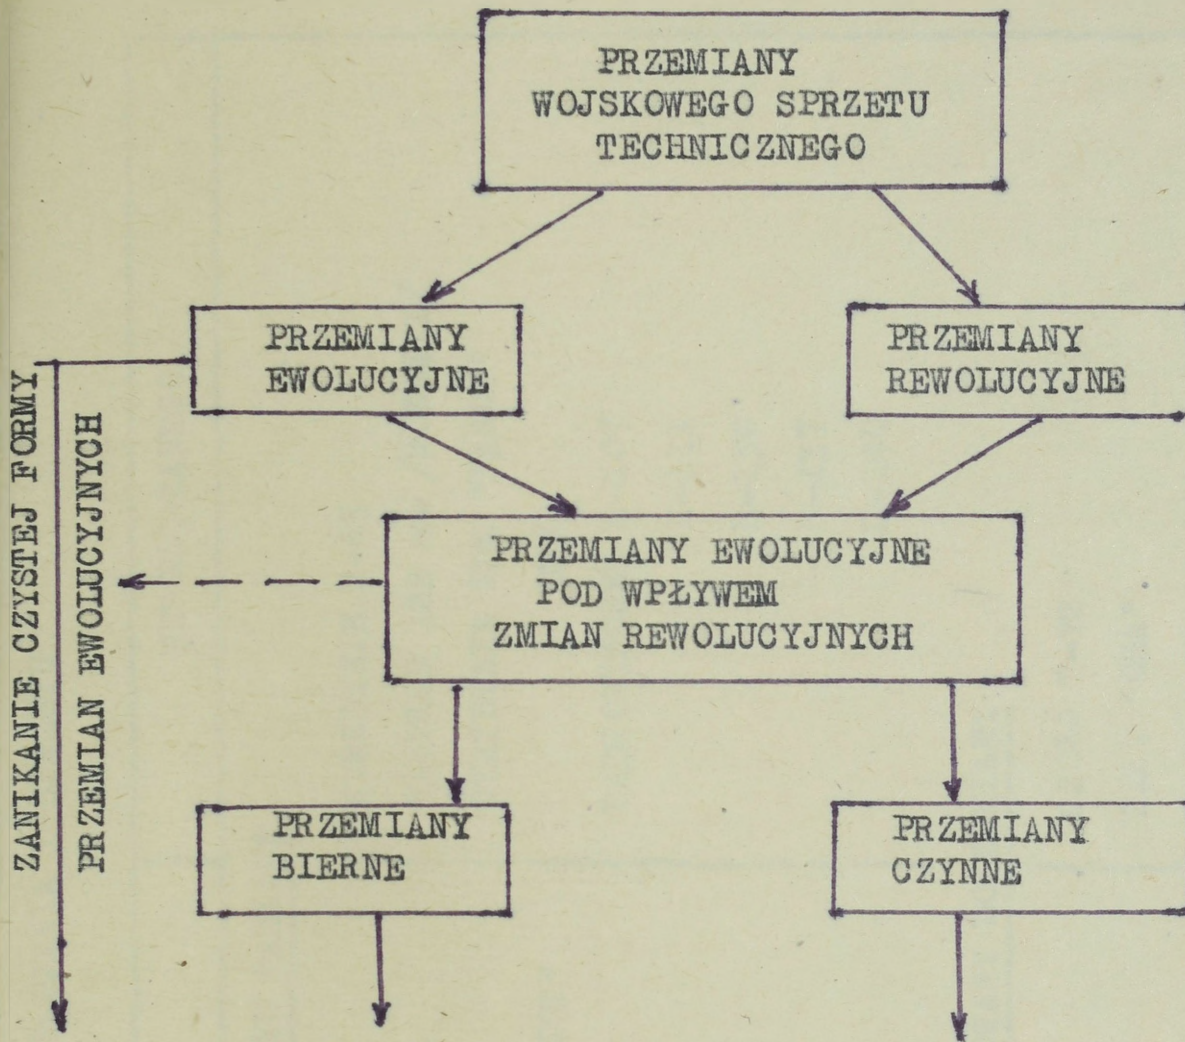 PRZEMIANY
WOJSKOWEGO SPRZETU
TECHNICZNEGO
PRZEMIANY
EWOLUCYJNE
PRZEMIANY
REWOLUCYJNE
ZANIKANIE CZYSTEJ FORMY
PRZEMIAN EWOLUCYJNYCH
PRZEMIANY EWOLUCYJNE
POD WPŁYWEM
ZMIAN REWOLUCYJNYCH
PRZEMIANY
BIERNE
PRZEMIANY
CZYNNE